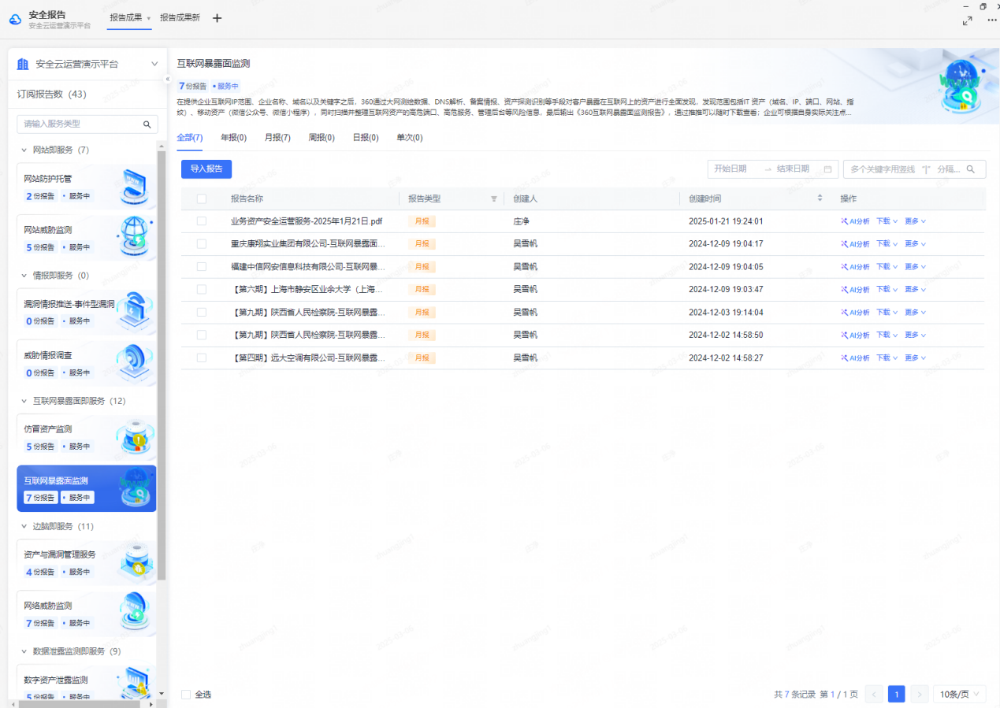 安全报告
安全云运营演示平台
报告成果
报告成果新
安全云运营演示平台
订阅报告数 (43)
请输入服务类型
网站即服务 (7)
网站防护托管
2份报告 • 服务中
网站威胁监测
5份报告 • 服务中
情报即服务 (0)
漏洞情报推送-事件型漏洞
0份报告 • 服务中
威胁情报调查
0份报告 • 服务中
互联网暴露面即服务 (12)
仿冒资产监测
5份报告 • 服务中
互联网暴露面监测
7份报告 • 服务中
边脑即服务 (11)
资产与漏洞管理服务
4份报告 • 服务中
网络威胁监测
7份报告 • 服务中
数据泄露监测即服务 (9)
数字资产泄露监测
5份报告 • 服务中
互联网暴露面监测
7份报告 • 服务中
在提供企业互联网IP范围、企业名称、域名以及关键字之后，360通过大网测绘数据、DNS解析、备案情报、资产探测识别等手段对客户暴露在互联网上的资产进行全面发现，发现范围包括IT 资产（域名、IP、端口、网站、指
纹）、移动资产（微信公众号、微信小程序），同时扫描并整理互联网资产的高危端口、高危服务、管理后台等风险信息，最后输出《360互联网暴露面监测报告》，通过推推可以随时下载查看；企业可根据自身实际关注点...
全部(7) 年报(0) 月报(7) 周报(0) 日报(0) 单次(0)
导入报告
开始日期 → 结束日期
多个关键字用竖线 "|" 分隔...
报告名称 报告类型 创建人 创建时间 操作
业务资产安全运营服务-2025年1月21日.pdf 月报 庄净 2025-01-21 19:24:01 AI分析 下载 更多
重庆康翔实业集团有限公司-互联网暴露面... 月报 吴雪帆 2024-12-09 19:04:17 AI分析 下载 更多
福建中信网安信息科技有限公司-互联网暴... 月报 吴雪帆 2024-12-09 19:04:05 AI分析 下载 更多
【第六期】上海市静安区业余大学（上海... 月报 吴雪帆 2024-12-09 19:03:47 AI分析 下载 更多
【第九期】陕西省人民检察院-互联网暴露... 月报 吴雪帆 2024-12-03 19:14:04 AI分析 下载 更多
【第九期】陕西省人民检察院-互联网暴露... 月报 吴雪帆 2024-12-02 14:58:50 AI分析 下载 更多
【第四期】远大空调有限公司-互联网暴露... 月报 吴雪帆 2024-12-02 14:58:27 AI分析 下载 更多
全选
共 7 条记录 第 1 / 1 页
1
10条/页